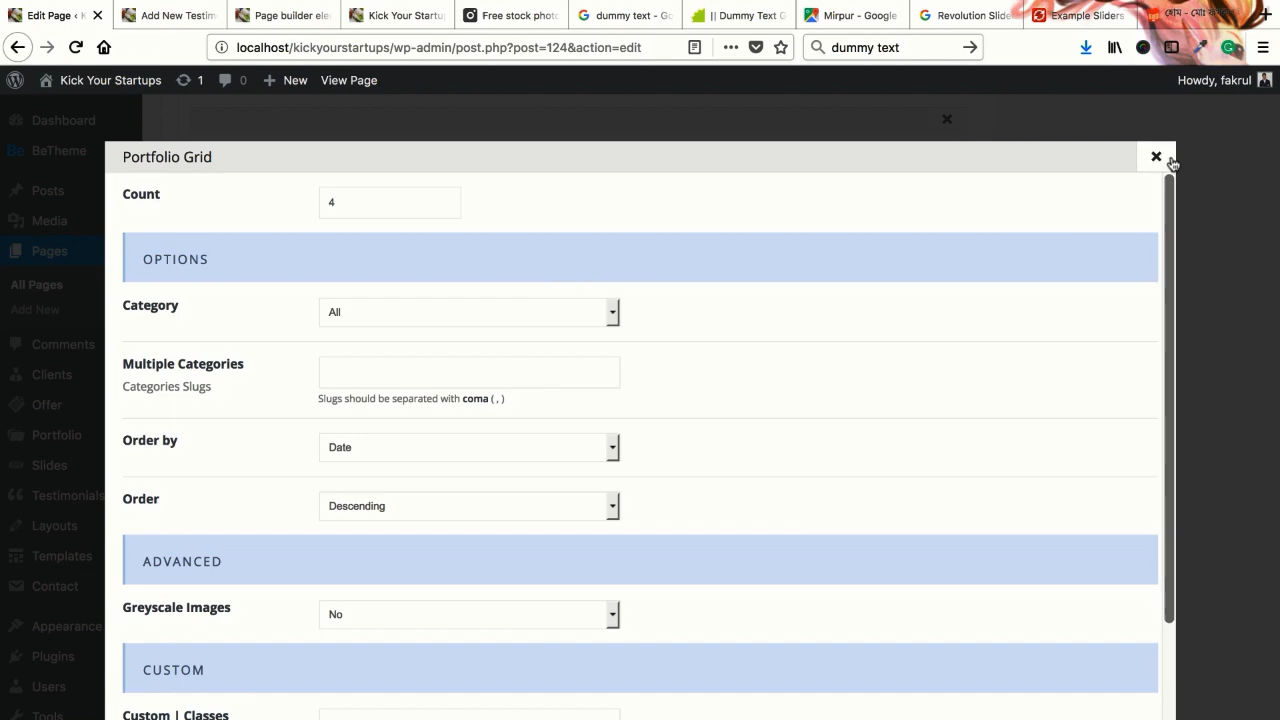 Edit Page ‹ K
Add New Testim
Page builder ele
Kick Your Startu
Free stock photo
dummy text - Go
|| Dummy Text G
Mirpur - Google
Revolution Slide
Example Sliders
হোম - মোঃ
localhost/kickyourstartups/wp-admin/post.php?post=124&action=edit
dummy text
Kick Your Startups
1
0
New
View Page
Howdy, fakrul
Dashboard
BeTheme
Posts
Media
Pages
All Pages
Add New
Comments
Clients
Offer
Portfolio
Slides
Testimonials
Layouts
Templates
Contact
Appearance
Plugins
Users
Tools
Portfolio Grid
Count
4
OPTIONS
Category
All
Multiple Categories
Categories Slugs
Slugs should be separated with coma ( , )
Order by
Date
Order
Descending
ADVANCED
Greyscale Images
No
CUSTOM
Custom | Classes